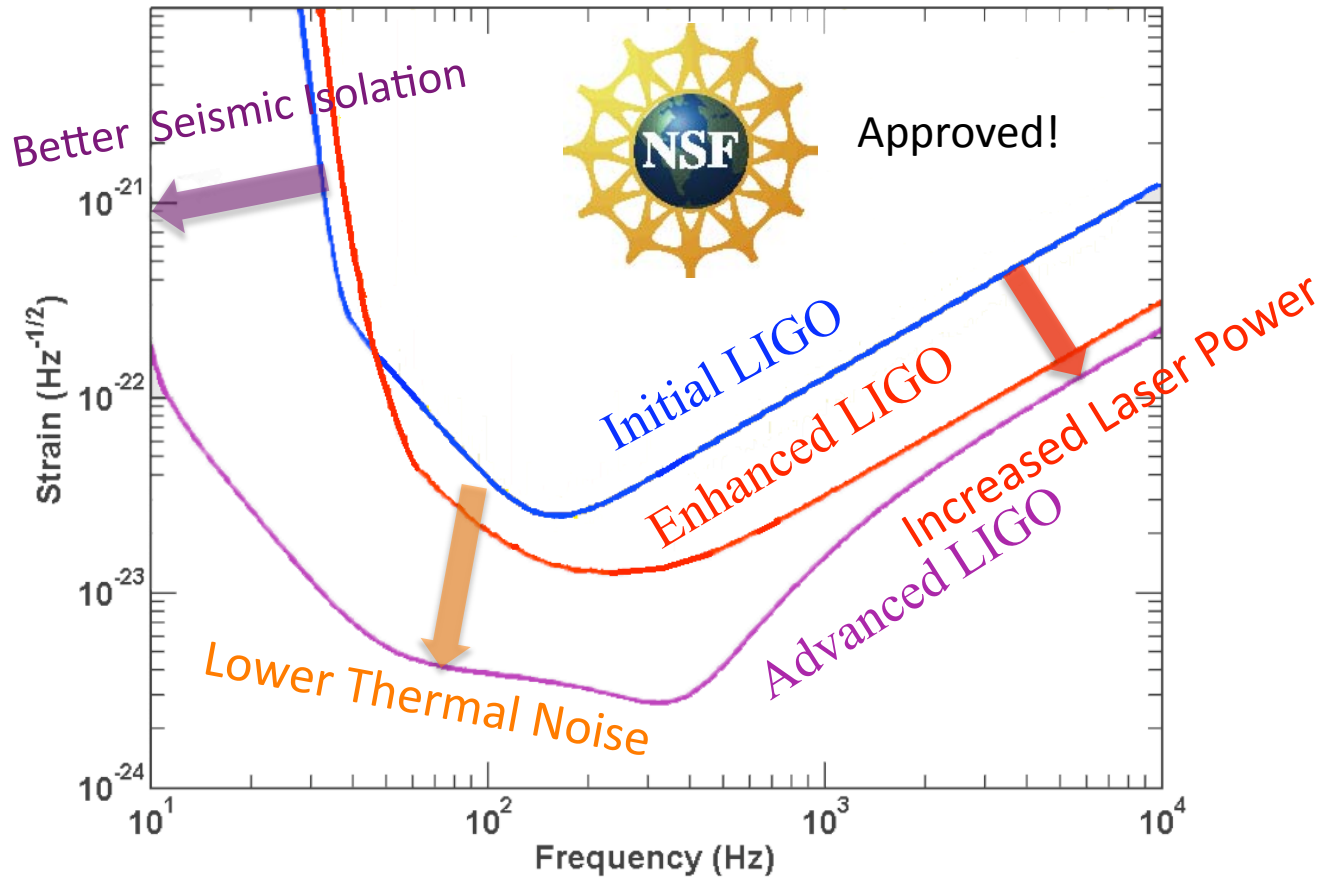 Better Seismic Isolation
NSF
Approved!
10^-21
10^-22
10^-23
10^-24
Strain (Hz^-1/2)
Initial LIGO
Enhanced LIGO
Increased Laser Power
Advanced LIGO
Lower Thermal Noise
10^1
10^2
10^3
10^4
Frequency (Hz)